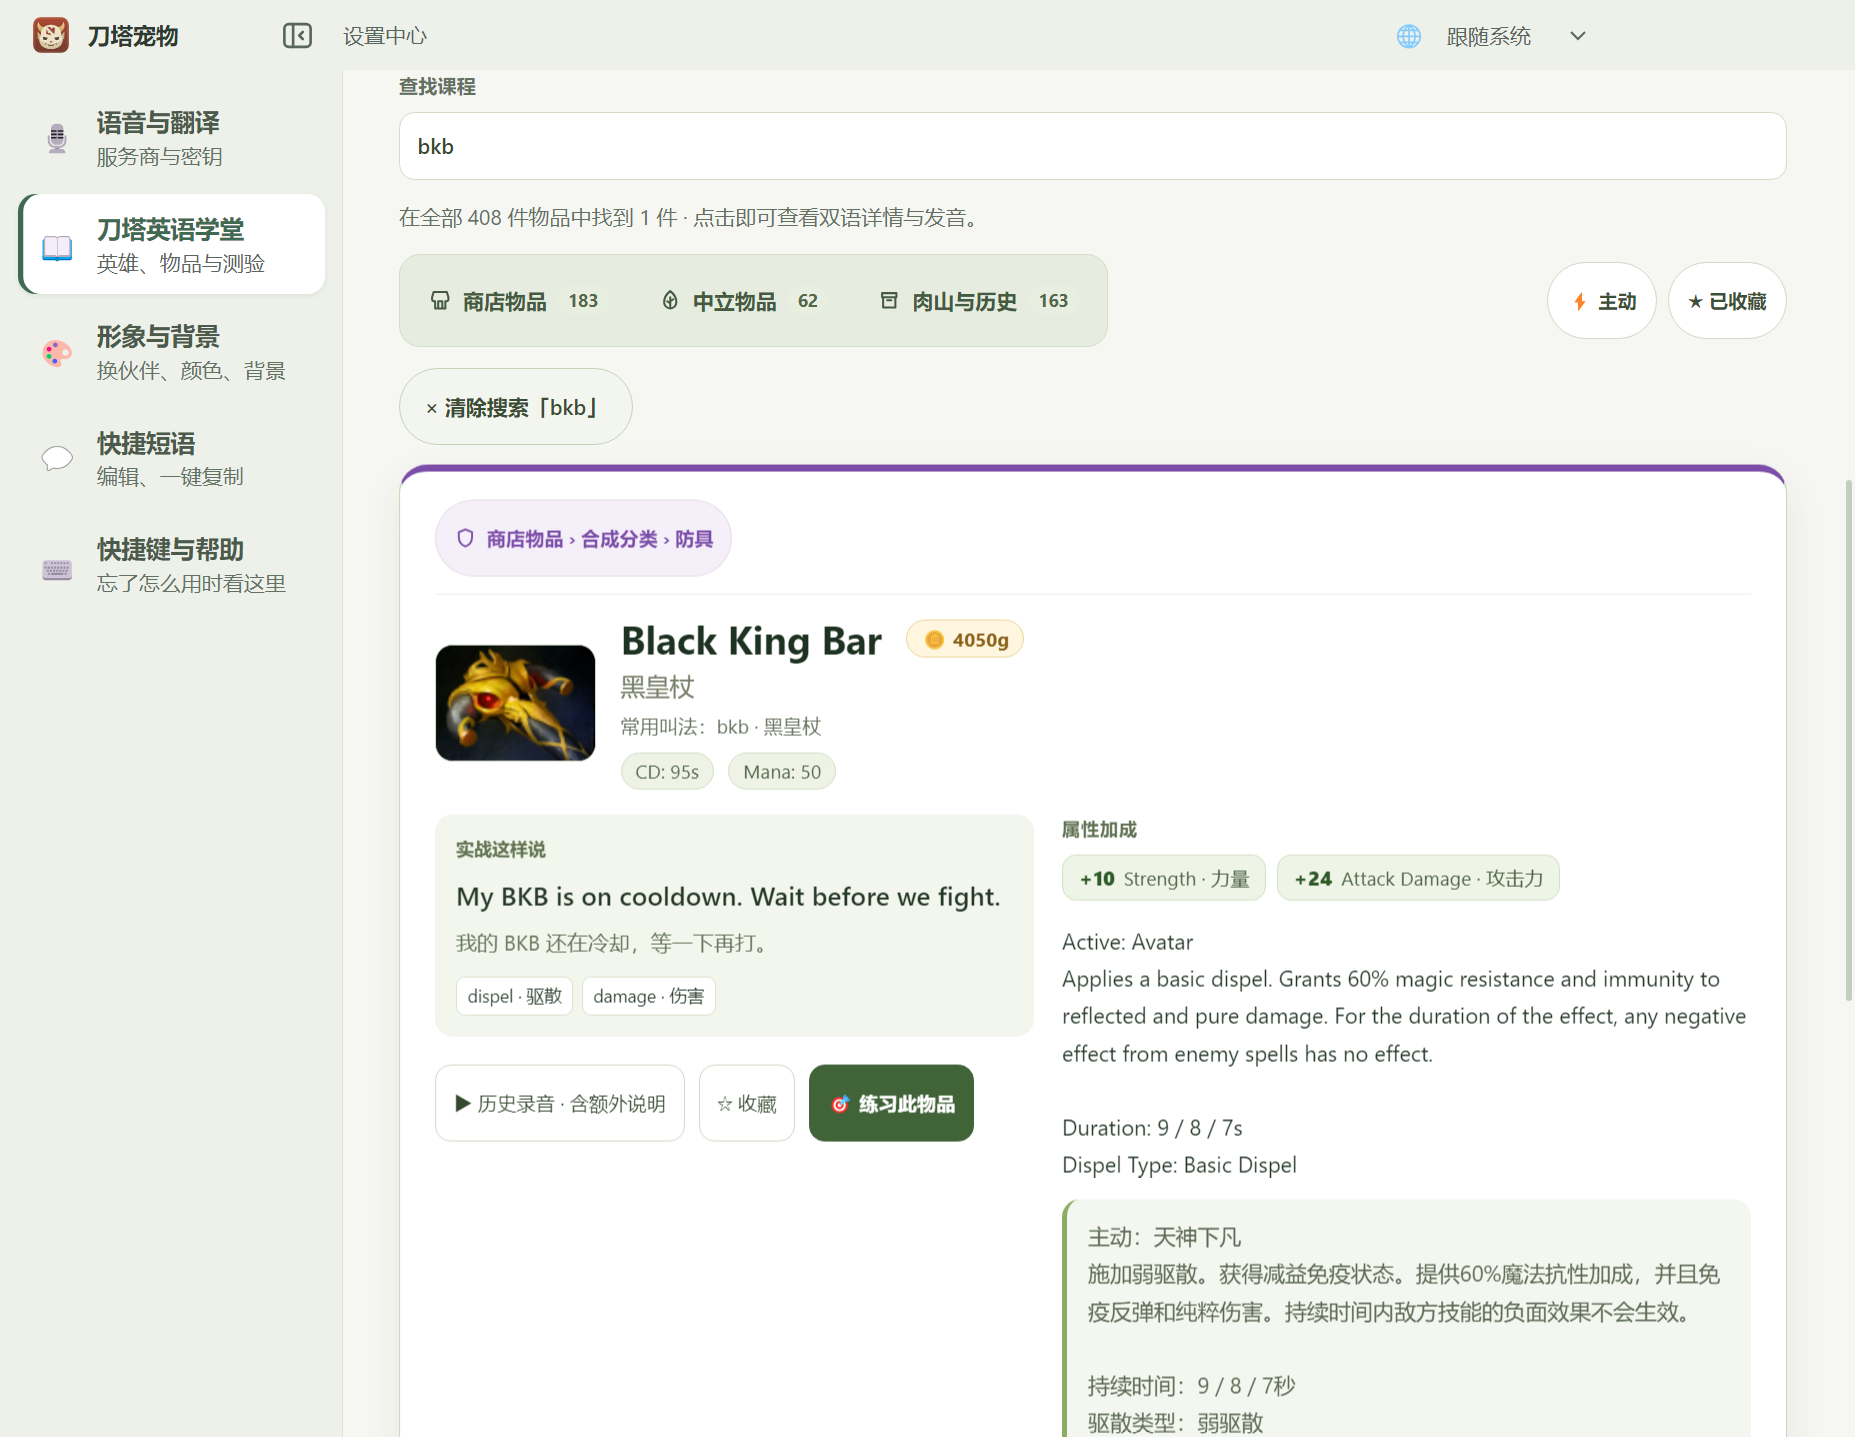 刀塔宠物
设置中心
跟随系统
语音与翻译
服务商与密钥
刀塔英语学堂
英雄、物品与测验
形象与背景
换伙伴、颜色、背景
快捷短语
编辑、一键复制
快捷键与帮助
忘了怎么用时看这里
查找课程
bkb
在全部 408 件物品中找到 1 件 · 点击即可查看双语详情与发音。
商店物品 183 中立物品 62 肉山与历史 163
主动
★ 已收藏
× 清除搜索「bkb」
商店物品 › 合成分类 › 防具
Black King Bar
4050g
黑皇杖
常用叫法：bkb · 黑皇杖
CD: 95s
Mana: 50
实战这样说
My BKB is on cooldown. Wait before we fight.
我的 BKB 还在冷却，等一下再打。
dispel · 驱散
damage · 伤害
▶ 历史录音 · 含额外说明
☆ 收藏
练习此物品
属性加成
+10 Strength · 力量
+24 Attack Damage · 攻击力
Active: Avatar
Applies a basic dispel. Grants 60% magic resistance and immunity to
reflected and pure damage. For the duration of the effect, any negative
effect from enemy spells has no effect.
Duration: 9 / 8 / 7s
Dispel Type: Basic Dispel
主动：天神下凡
施加弱驱散。获得减益免疫状态。提供60%魔法抗性加成，并且免
疫反弹和纯粹伤害。持续时间内敌方技能的负面效果不会生效。
持续时间：9 / 8 / 7秒
驱散类型：弱驱散